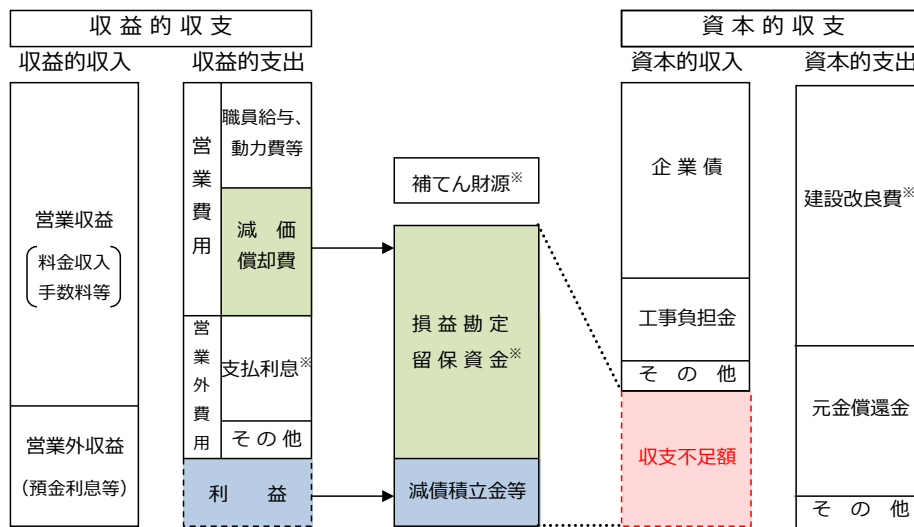 収益的収支
収益的収入
収益的支出
営業収益
料金収入
手数料等
営業外収益
（預金利息等）
営業費用
職員給与、
動力費等
減価
償却費
営業外費用
支払利息※
その他
利益
補てん財源※
損益勘定
留保資金※
減債積立金等
資本的収支
資本的収入
資本的支出
企業債
工事負担金
その他
収支不足額
建設改良費※
元金償還金
その他